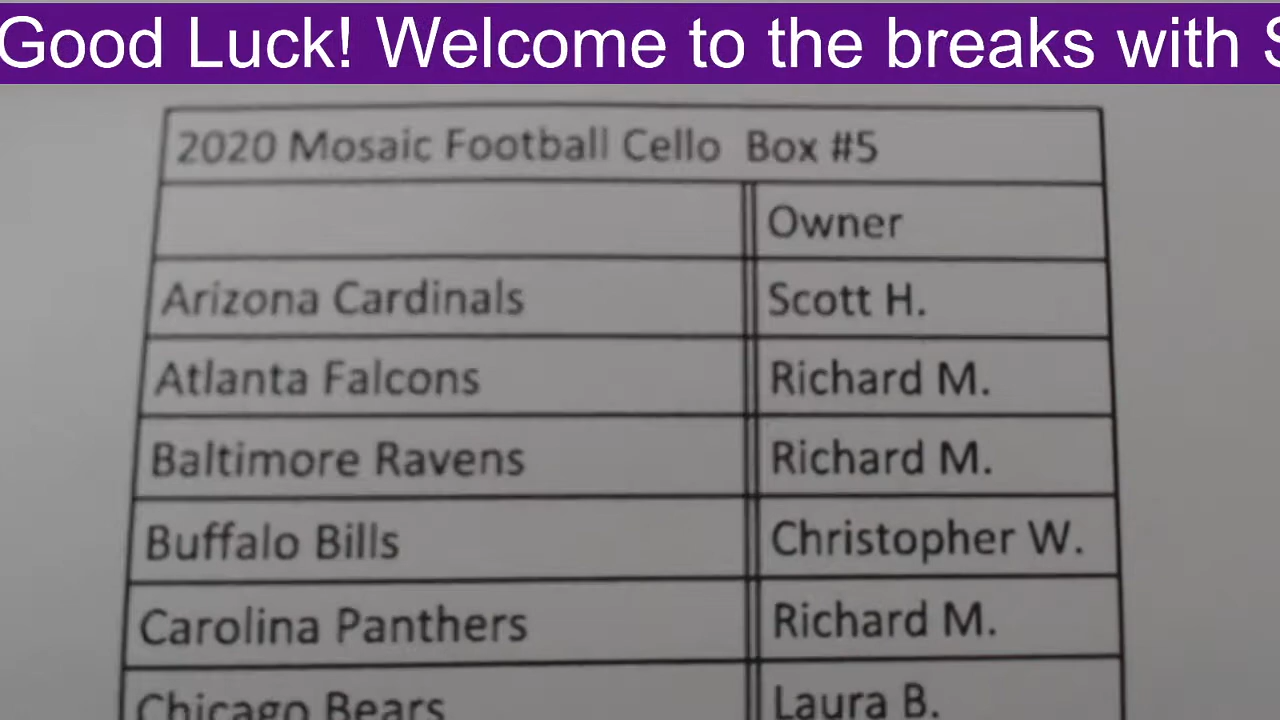 Good Luck! Welcome to the breaks with S
2020 Mosaic Football Cello Box #5
Owner
Arizona Cardinals Scott H.
Atlanta Falcons Richard M.
Baltimore Ravens Richard M.
Buffalo Bills Christopher W.
Carolina Panthers Richard M.
Chicago Bears Laura B.